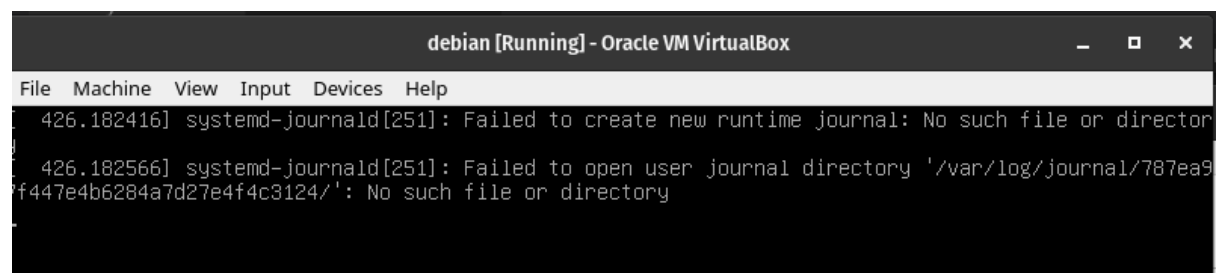 debian [Running] - Oracle VM VirtualBox
File Machine View Input Devices Help
[ 426.182416] systemd-journald[251]: Failed to create new runtime journal: No such file or director
y
[ 426.182566] systemd-journald[251]: Failed to open user journal directory '/var/log/journal/787ea9
7f447e4b6284a7d27e4f4c3124/': No such file or directory